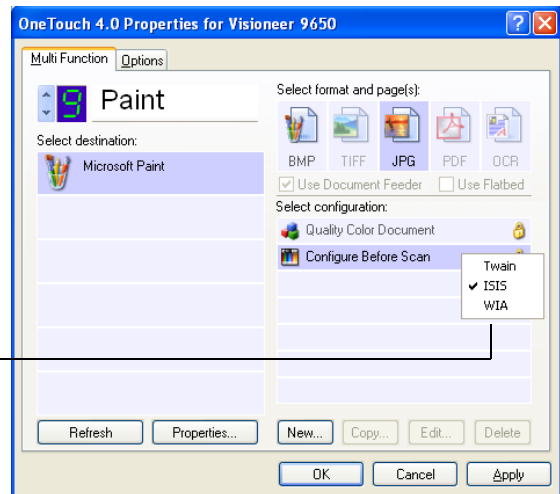 OneTouch 4.0 Properties for Visioneer 9650
Multi Function Options
9 Paint
Select destination:
Microsoft Paint
Select format and page(s):
BMP TIFF JPG PDF OCR
Use Document Feeder Use Flatbed
Select configuration:
Quality Color Document
Configure Before Scan
Twain
ISIS
WIA
Refresh Properties... New... Copy... Edit... Delete
OK Cancel Apply